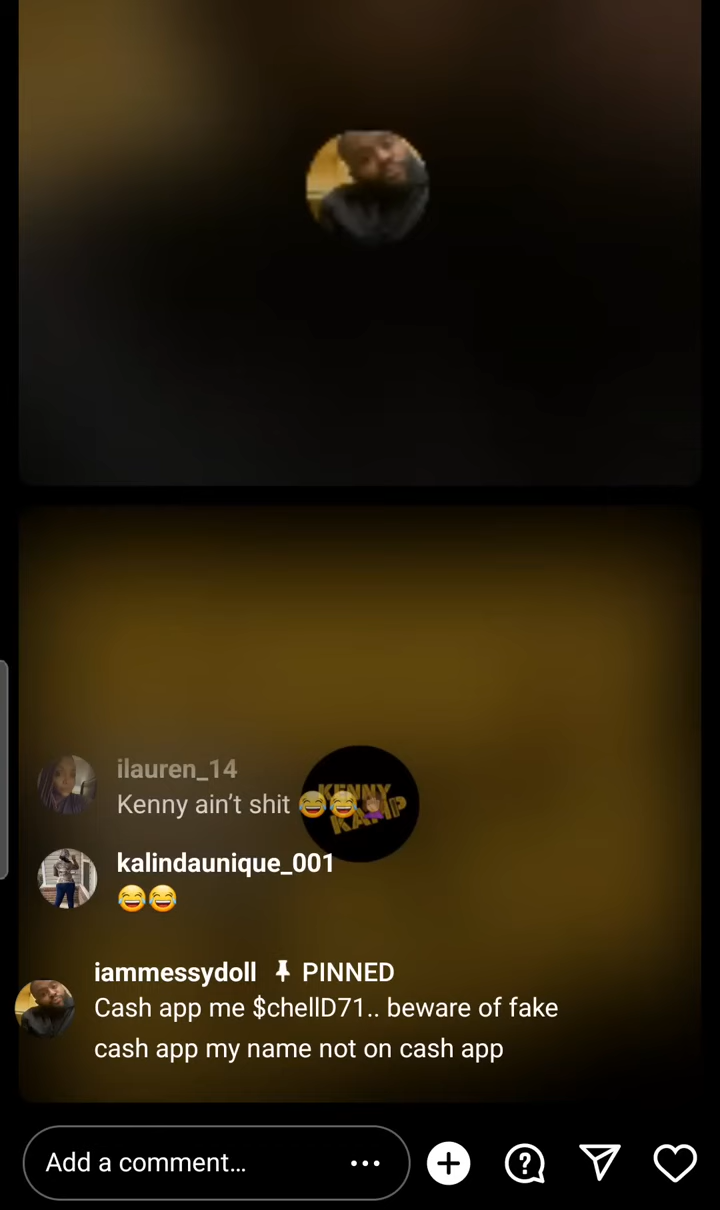 ilauren_14
Kenny ain't shit 😂😂🤦🏼‍♀️
KENNY
KAMP
kalindaunique_001
😂😂
iammessydoll PINNED
Cash app me $chellD71.. beware of fake
cash app my name not on cash app
Add a comment...